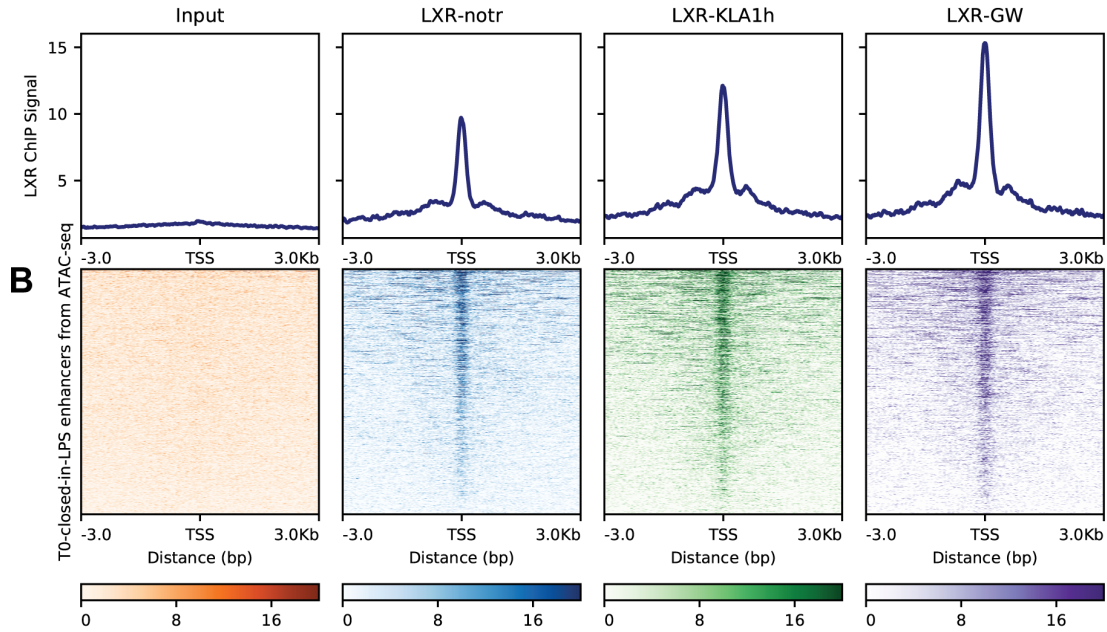 Input LXR-notr LXR-KLA1h LXR-GW
LXR ChIP Signal
15
10
5
-3.0 TSS 3.0Kb -3.0 TSS 3.0Kb -3.0 TSS 3.0Kb -3.0 TSS 3.0Kb
B
T0-closed-in-LPS enhancers from ATAC-seq
-3.0 TSS 3.0Kb -3.0 TSS 3.0Kb -3.0 TSS 3.0Kb -3.0 TSS 3.0Kb
Distance (bp) Distance (bp) Distance (bp) Distance (bp)
0 8 16 0 8 16 0 8 16 0 8 16